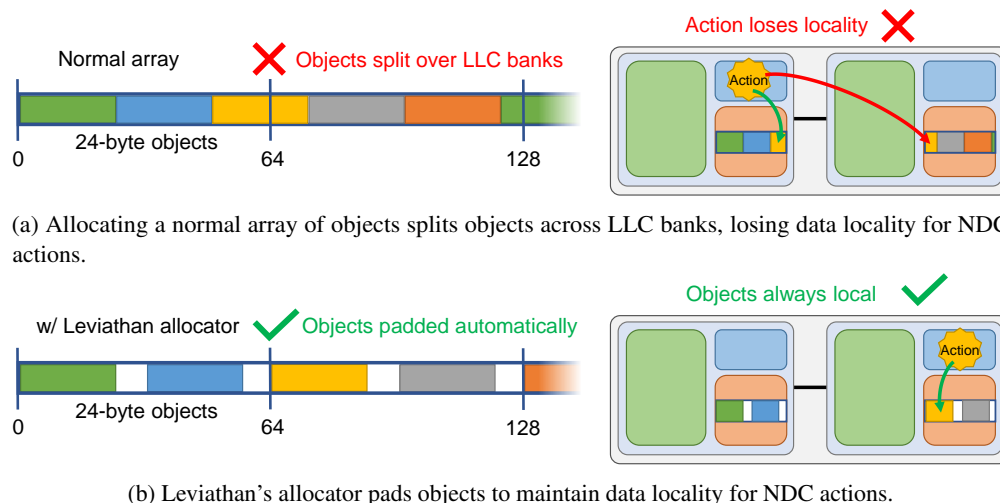 Normal array
Objects split over LLC banks
24-byte objects
0
64
128
Action loses locality
Action
(a) Allocating a normal array of objects splits objects across LLC banks, losing data locality for NDC
actions.
w/ Leviathan allocator
Objects padded automatically
24-byte objects
0
64
128
Objects always local
Action
(b) Leviathan's allocator pads objects to maintain data locality for NDC actions.